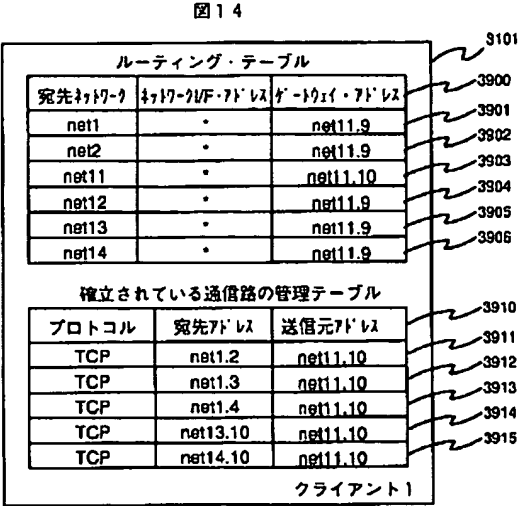 図14
3101
ルーティング・テーブル
宛先ネットワーク ネットワークI/F・アドレス ゲートウェイ・アドレス 3900
net1 * net11.9 3901
net2 * net11.9 3902
net11 * net11.10 3903
net12 * net11.9 3904
net13 * net11.9 3905
net14 * net11.9 3906
確立されている通信路の管理テーブル
プロトコル 宛先アドレス 送信元アドレス 3910
TCP net1.2 net11.10 3911
TCP net1.3 net11.10 3912
TCP net1.4 net11.10 3913
TCP net13.10 net11.10 3914
TCP net14.10 net11.10 3915
クライアント1